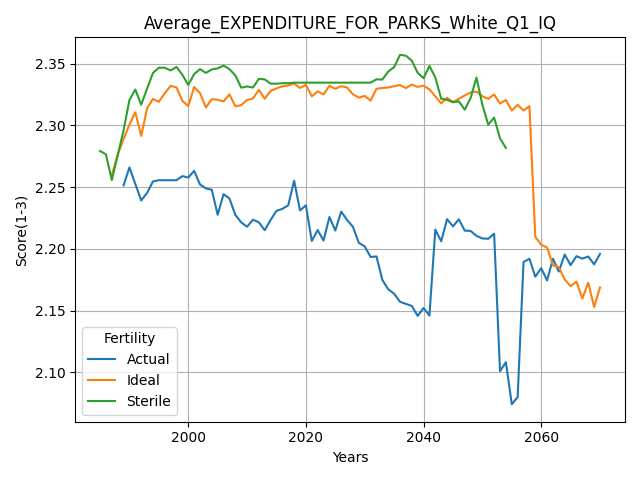 Average_EXPENDITURE_FOR_PARKS_White_Q1_IQ
Score(1-3)
2.35
2.30
2.25
2.20
2.15
2.10
Fertility
Actual
Ideal
Sterile
2000
2020
2040
2060
Years